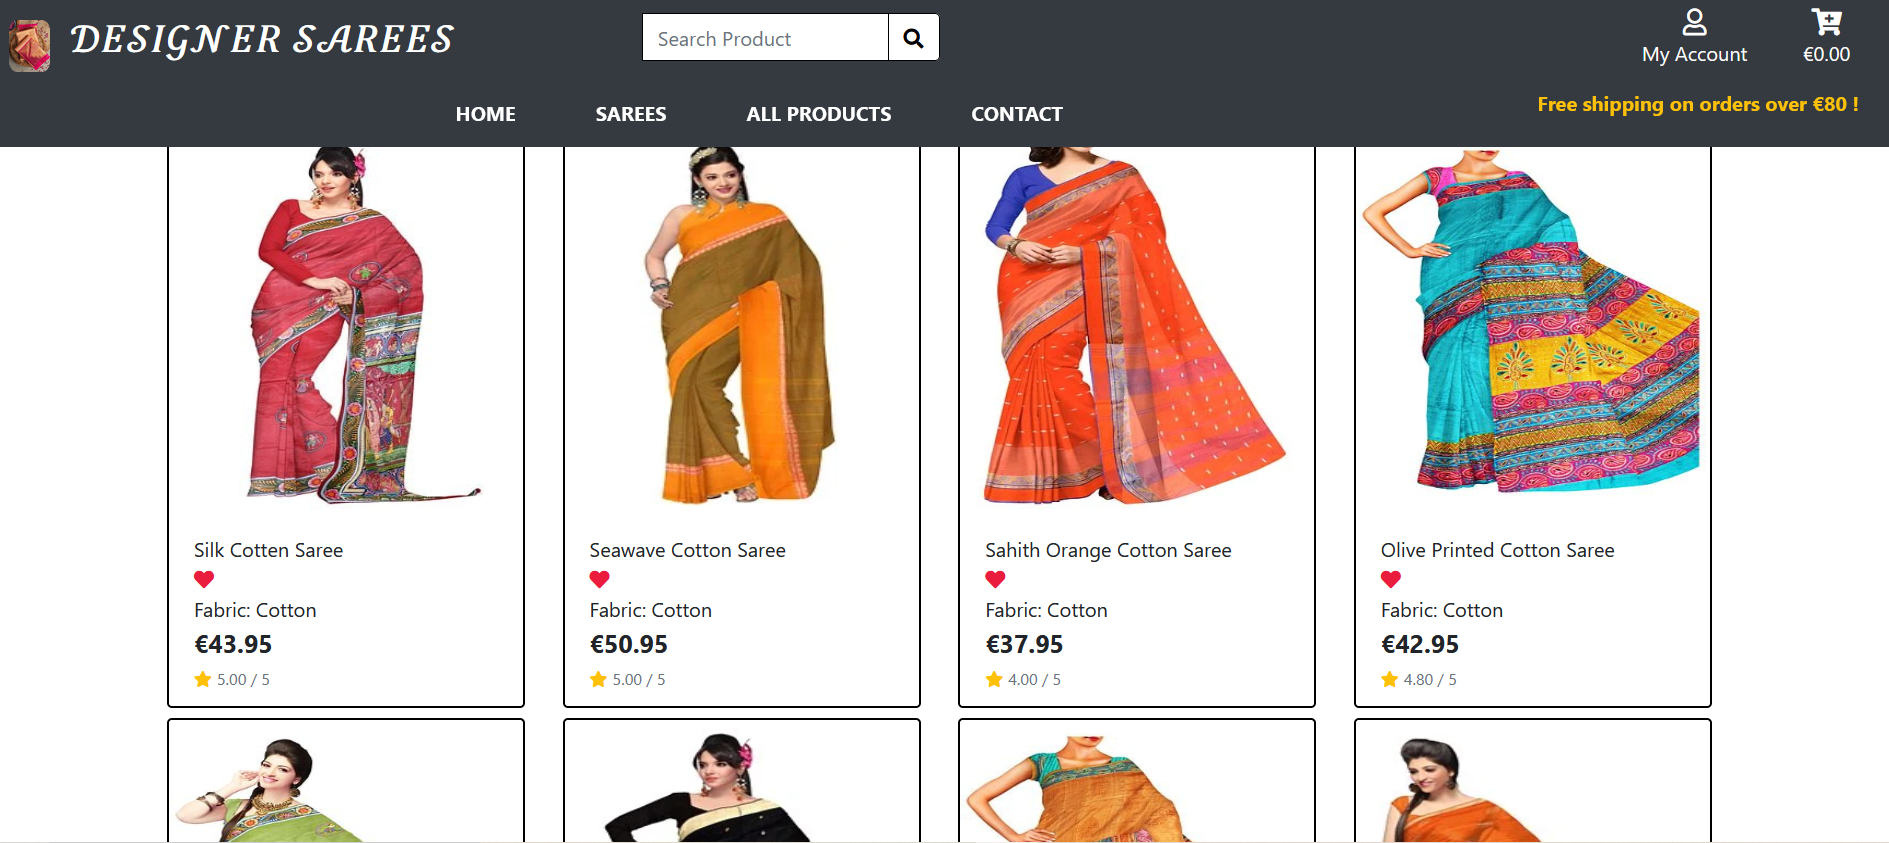 DESIGNER SAREES
Search Product
My Account
€0.00
HOME
SAREES
ALL PRODUCTS
CONTACT
Free shipping on orders over €80 !
Silk Cotten Saree
Fabric: Cotton
€43.95
5.00 / 5
Seawave Cotton Saree
Fabric: Cotton
€50.95
5.00 / 5
Sahith Orange Cotton Saree
Fabric: Cotton
€37.95
4.00 / 5
Olive Printed Cotton Saree
Fabric: Cotton
€42.95
4.80 / 5